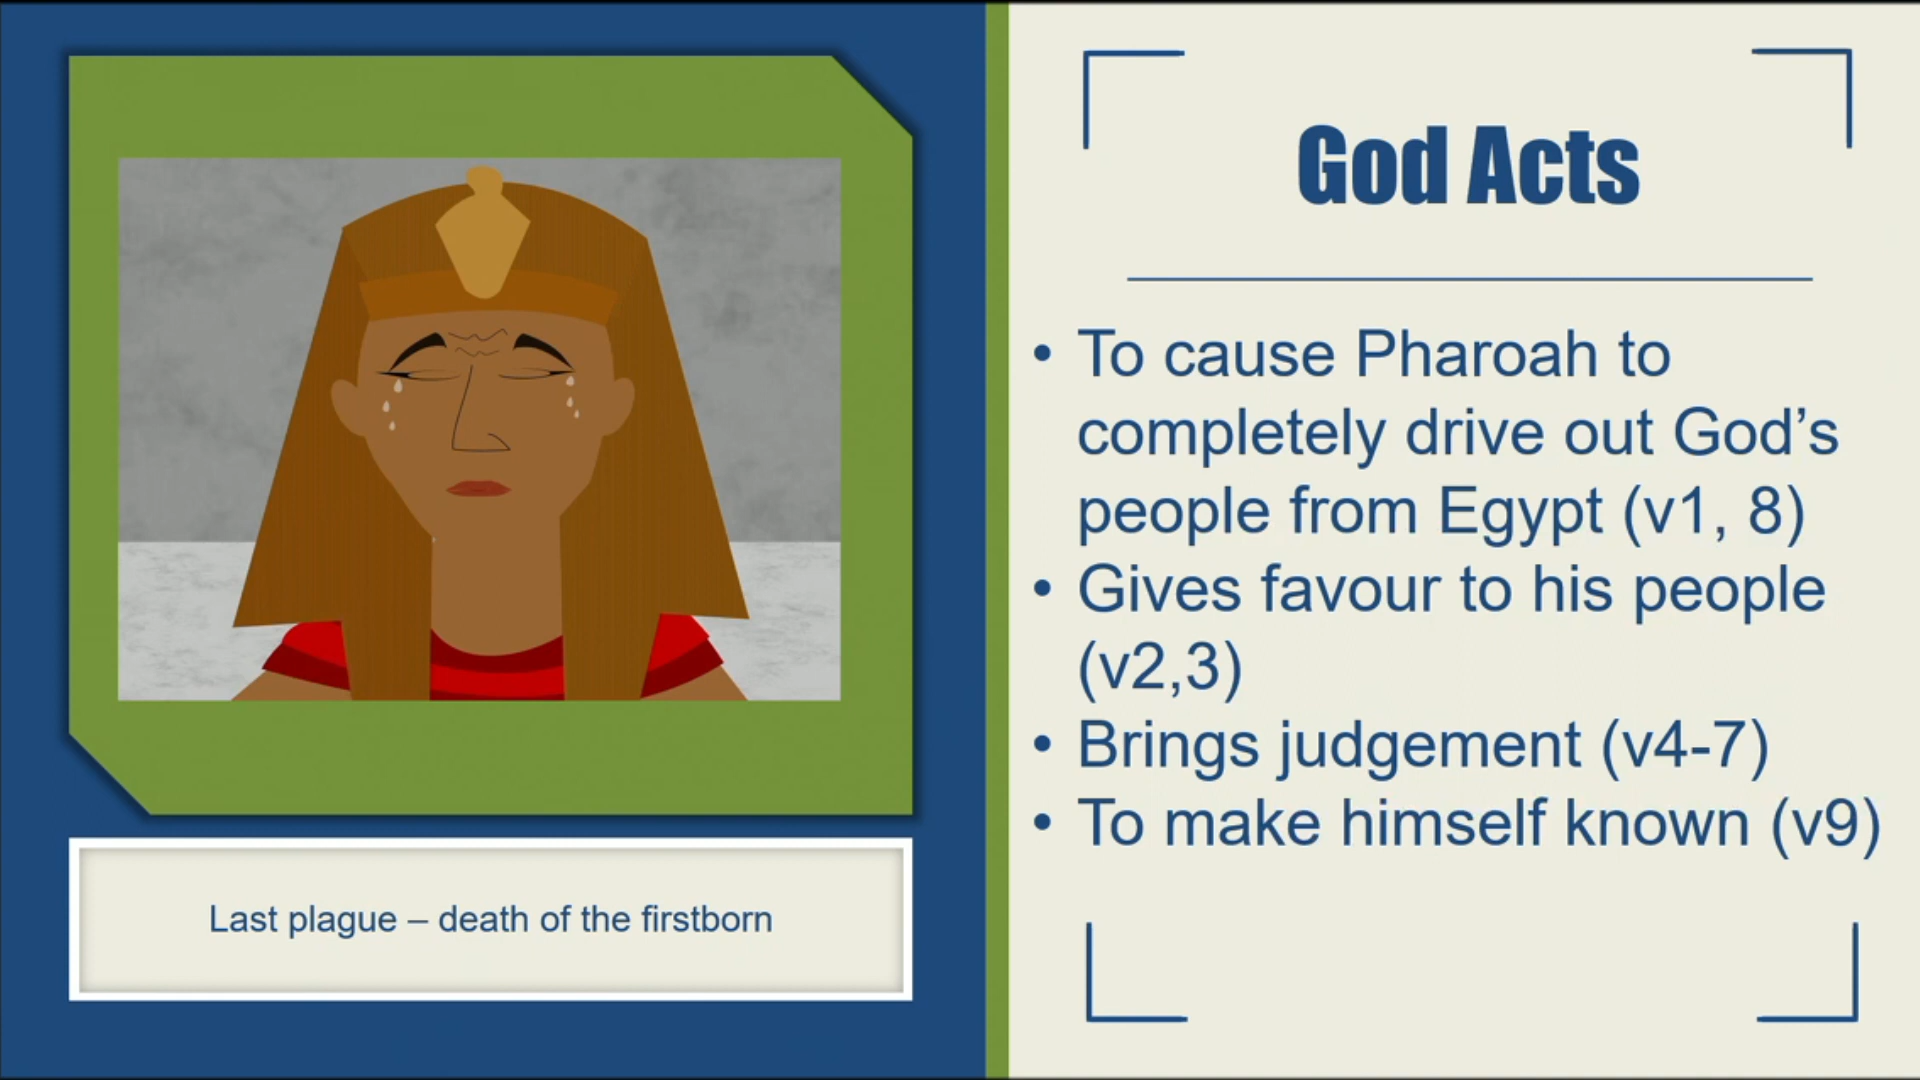 God Acts
• To cause Pharoah to
completely drive out God’s
people from Egypt (v1, 8)
• Gives favour to his people
(v2,3)
• Brings judgement (v4-7)
• To make himself known (v9)
Last plague – death of the firstborn